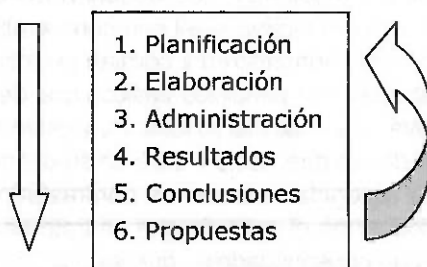 1. Planificación
2. Elaboración
3. Administración
4. Resultados
5. Conclusiones
6. Propuestas